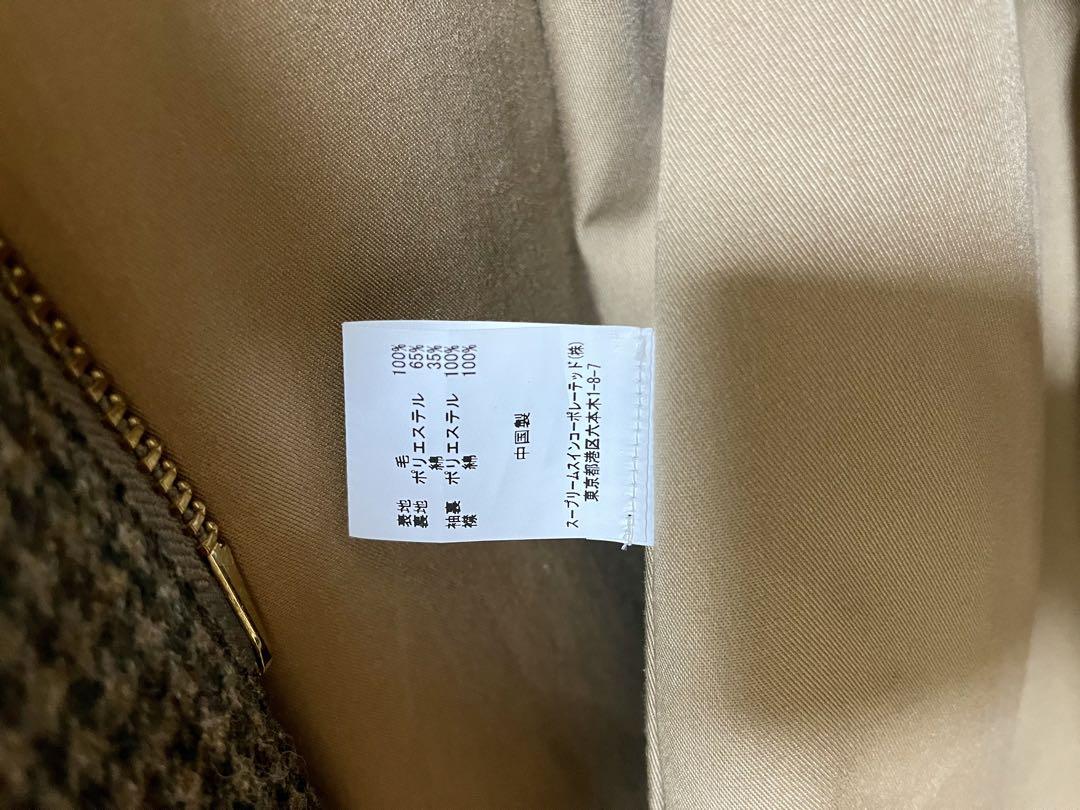 表地 毛 100%
裏地 ポリエステル 65%
綿 35%
袖裏 ポリエステル 100%
襟 綿 100%
中国製
スープリームスインコーポレーテッド(株)
東京都港区六本木1-8-7